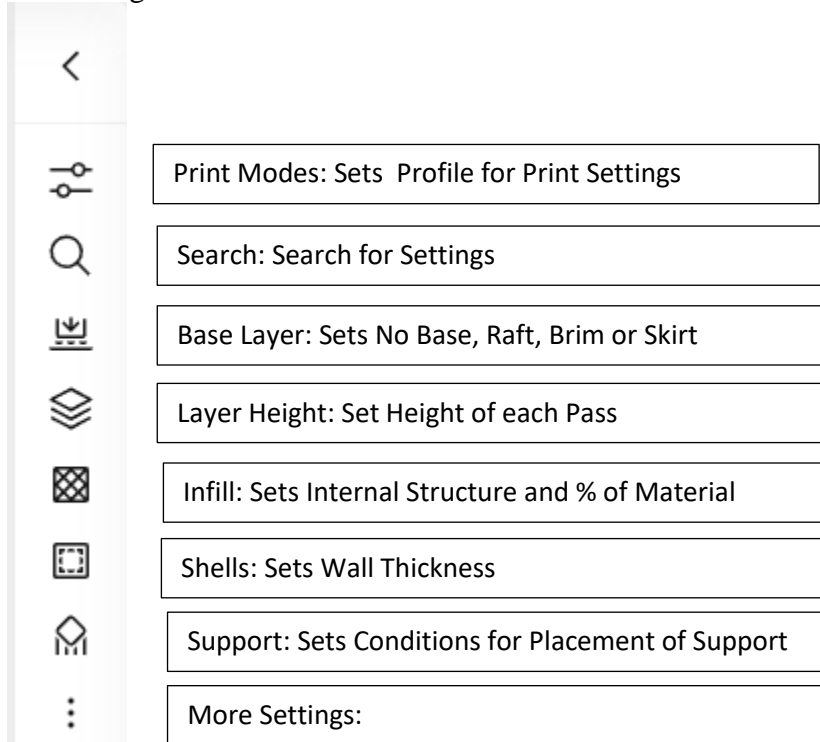 Print Modes: Sets Profile for Print Settings
Search: Search for Settings
Base Layer: Sets No Base, Raft, Brim or Skirt
Layer Height: Set Height of each Pass
Infill: Sets Internal Structure and % of Material
Shells: Sets Wall Thickness
Support: Sets Conditions for Placement of Support
More Settings: